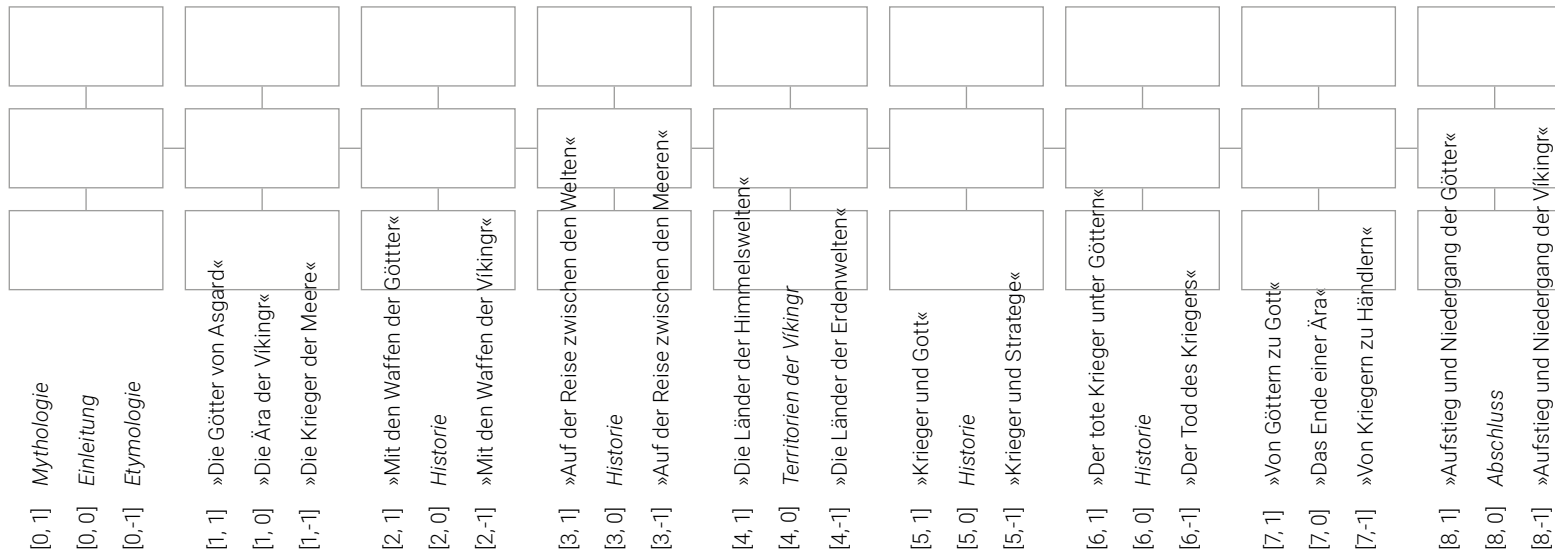 [0, 1] Mythologie
[0, 0] Einleitung
[0,-1] Etymologie
[1, 1] »Die Götter von Asgard«
[1, 0] »Die Ära der Víkingr«
[1,-1] »Die Krieger der Meere«
[2, 1] »Mit den Waffen der Göttter«
[2, 0] Historie
[2,-1] »Mit den Waffen der Víkingr«
[3, 1] »Auf der Reise zwischen den Welten«
[3, 0] Historie
[3,-1] »Auf der Reise zwischen den Meeren«
[4, 1] »Die Länder der Himmelswelten«
[4, 0] Territorien der Víkingr
[4,-1] »Die Länder der Erdenwelten«
[5, 1] »Krieger und Gott«
[5, 0] Historie
[5,-1] »Krieger und Stratege«
[6, 1] »Der tote Krieger unter Göttern«
[6, 0] Historie
[6,-1] »Der Tod des Kriegers«
[7, 1] »Von Göttern zu Gott«
[7, 0] »Das Ende einer Ära«
[7,-1] »Von Kriegern zu Händlern«
[8, 1] »Aufstieg und Niedergang der Götter«
[8, 0] Abschluss
[8,-1] »Aufstieg und Niedergang der Víkingr«